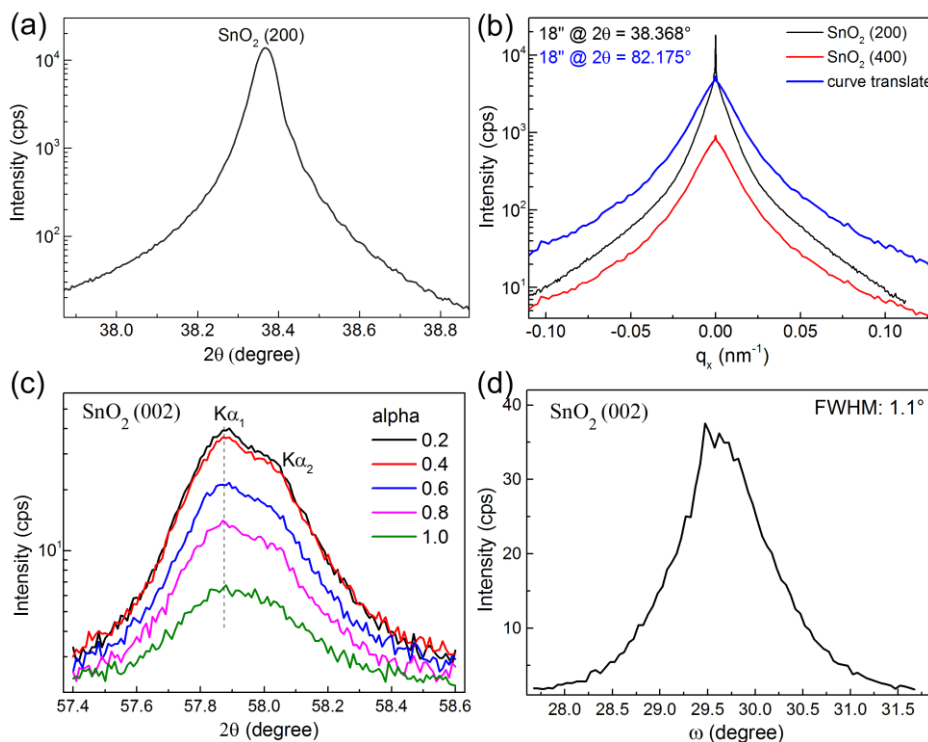 (a)
SnO2 (200)
Intensity (cps)
10^4
10^3
10^2
38.0 38.2 38.4 38.6 38.8
2θ (degree)
(b)
18" @ 2θ = 38.368°
18" @ 2θ = 82.175°
SnO2 (200)
SnO2 (400)
curve translate
Intensity (cps)
10^4
10^3
10^2
10^1
-0.10 -0.05 0.00 0.05 0.10
qx (nm^-1)
(c)
SnO2 (002)
Kα1
Kα2
alpha
0.2
0.4
0.6
0.8
1.0
Intensity (cps)
10^1
57.4 57.6 57.8 58.0 58.2 58.4 58.6
2θ (degree)
(d)
SnO2 (002)
FWHM: 1.1°
Intensity (cps)
40
30
20
10
28.0 28.5 29.0 29.5 30.0 30.5 31.0 31.5
ω (degree)